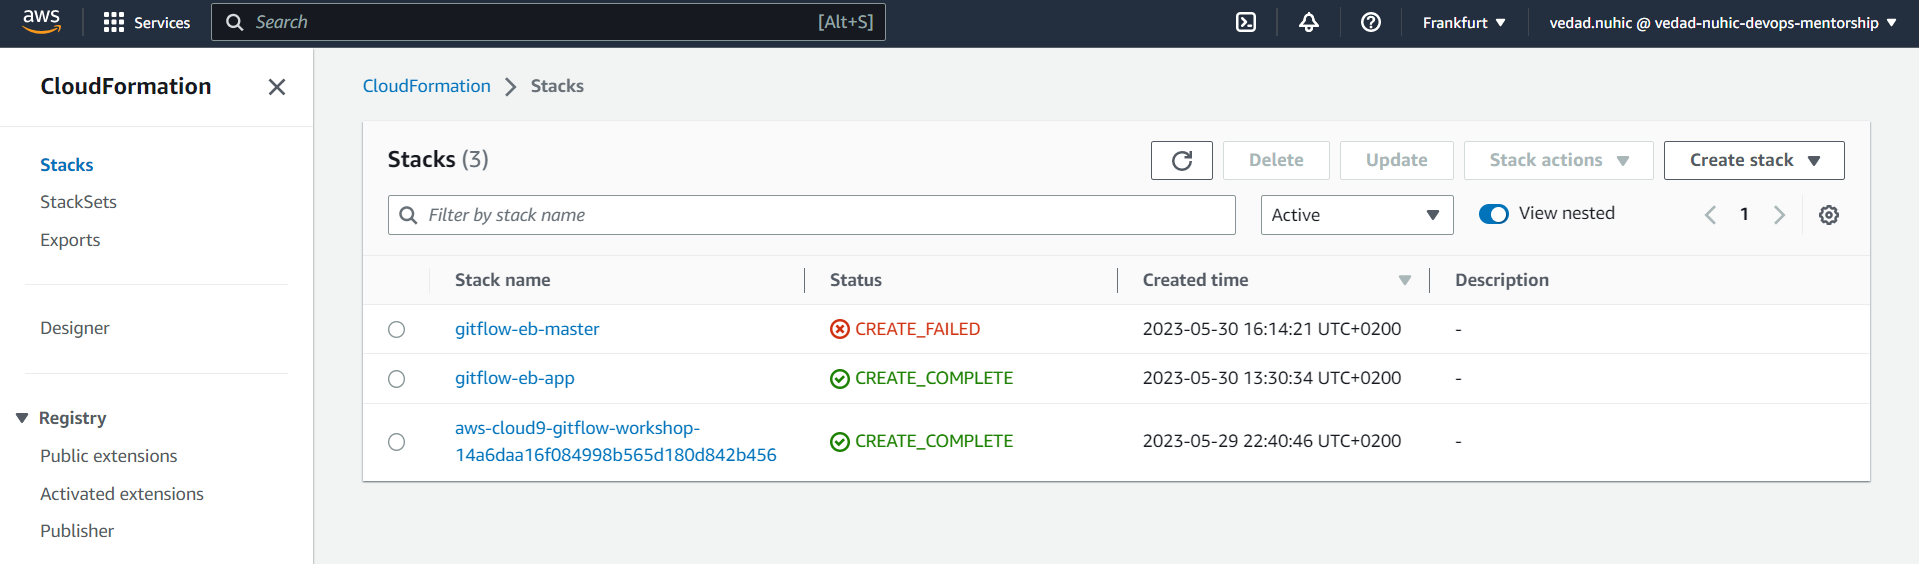 aws
Services
Search
[Alt+S]
Frankfurt
vedad.nuhic @ vedad-nuhic-devops-mentorship
CloudFormation
Stacks
StackSets
Exports
Designer
Registry
Public extensions
Activated extensions
Publisher
CloudFormation
Stacks
Stacks (3)
Delete
Update
Stack actions
Create stack
Filter by stack name
Active
View nested
1
Stack name
Status
Created time
Description
gitflow-eb-master
CREATE_FAILED
2023-05-30 16:14:21 UTC+0200
-
gitflow-eb-app
CREATE_COMPLETE
2023-05-30 13:30:34 UTC+0200
-
aws-cloud9-gitflow-workshop-
14a6daa16f084998b565d180d842b456
CREATE_COMPLETE
2023-05-29 22:40:46 UTC+0200
-